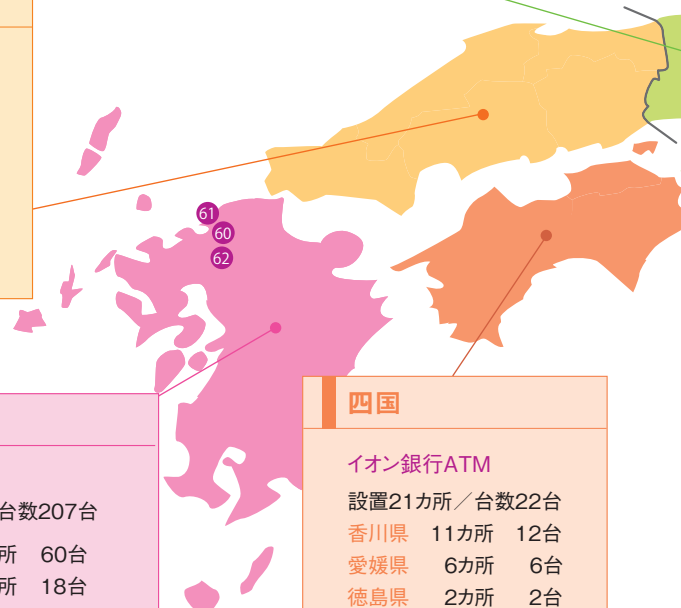 61
60
62
台数207台
所 60台
所 18台
四国
イオン銀行ATM
設置21カ所／台数22台
香川県 11カ所 12台
愛媛県 6カ所 6台
徳島県 2カ所 2台